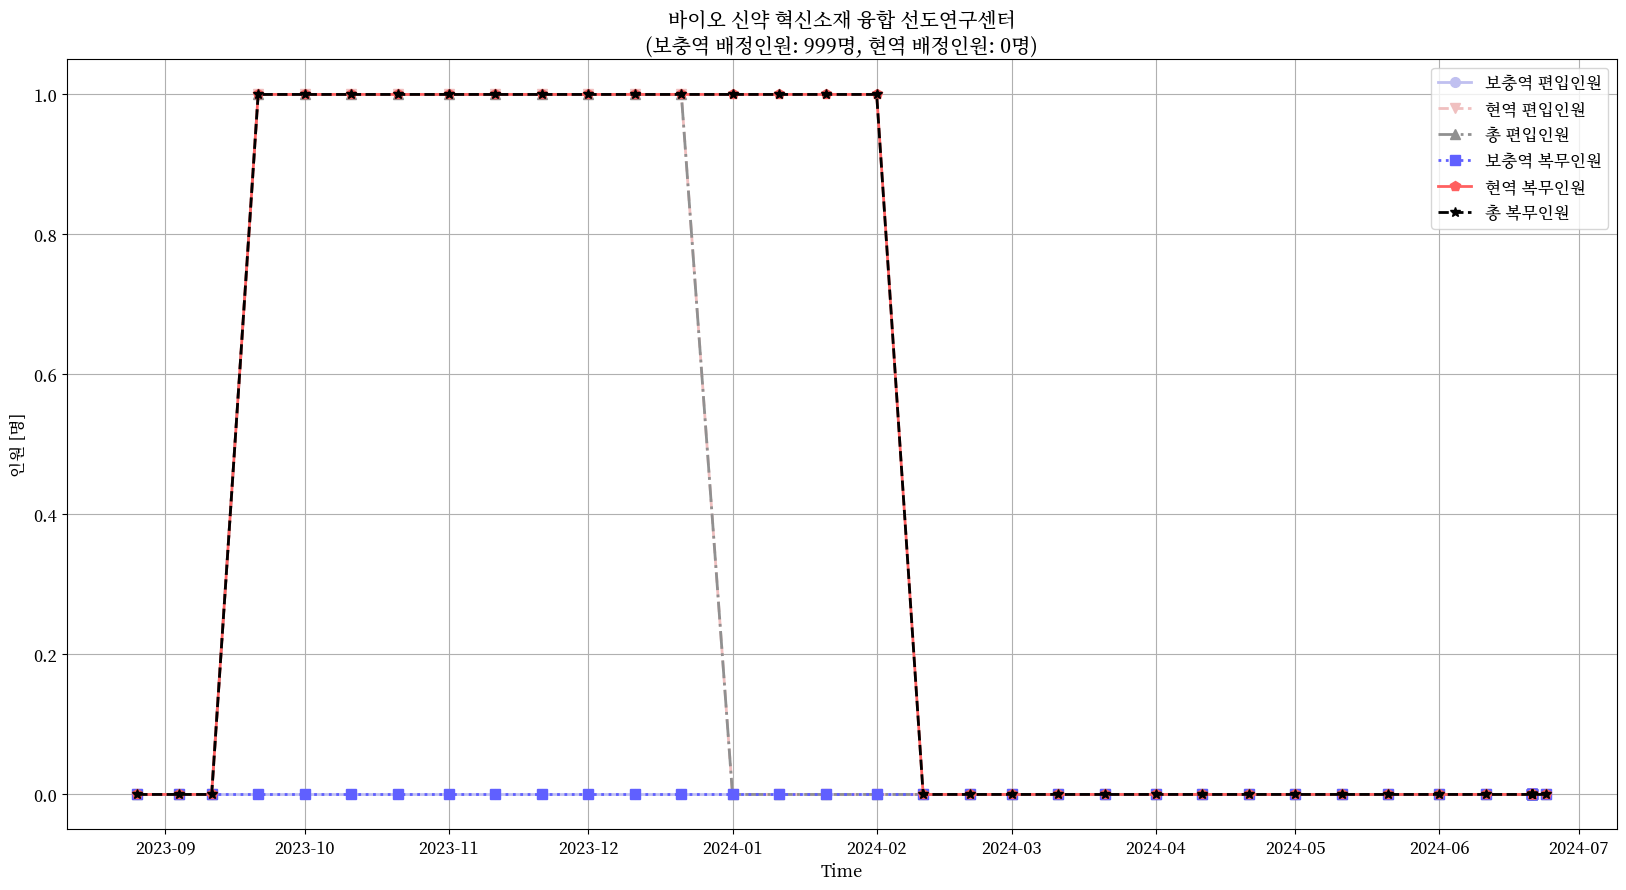 바이오 신약 혁신소재 융합 선도연구센터
(보충역 배정인원: 999명, 현역 배정인원: 0명)
보충역 편입인원
현역 편입인원
총 편입인원
보충역 복무인원
현역 복무인원
총 복무인원
인원 [명]
1.0
0.8
0.6
0.4
0.2
0.0
2023-09
2023-10
2023-11
2023-12
2024-01
2024-02
2024-03
2024-04
2024-05
2024-06
2024-07
Time